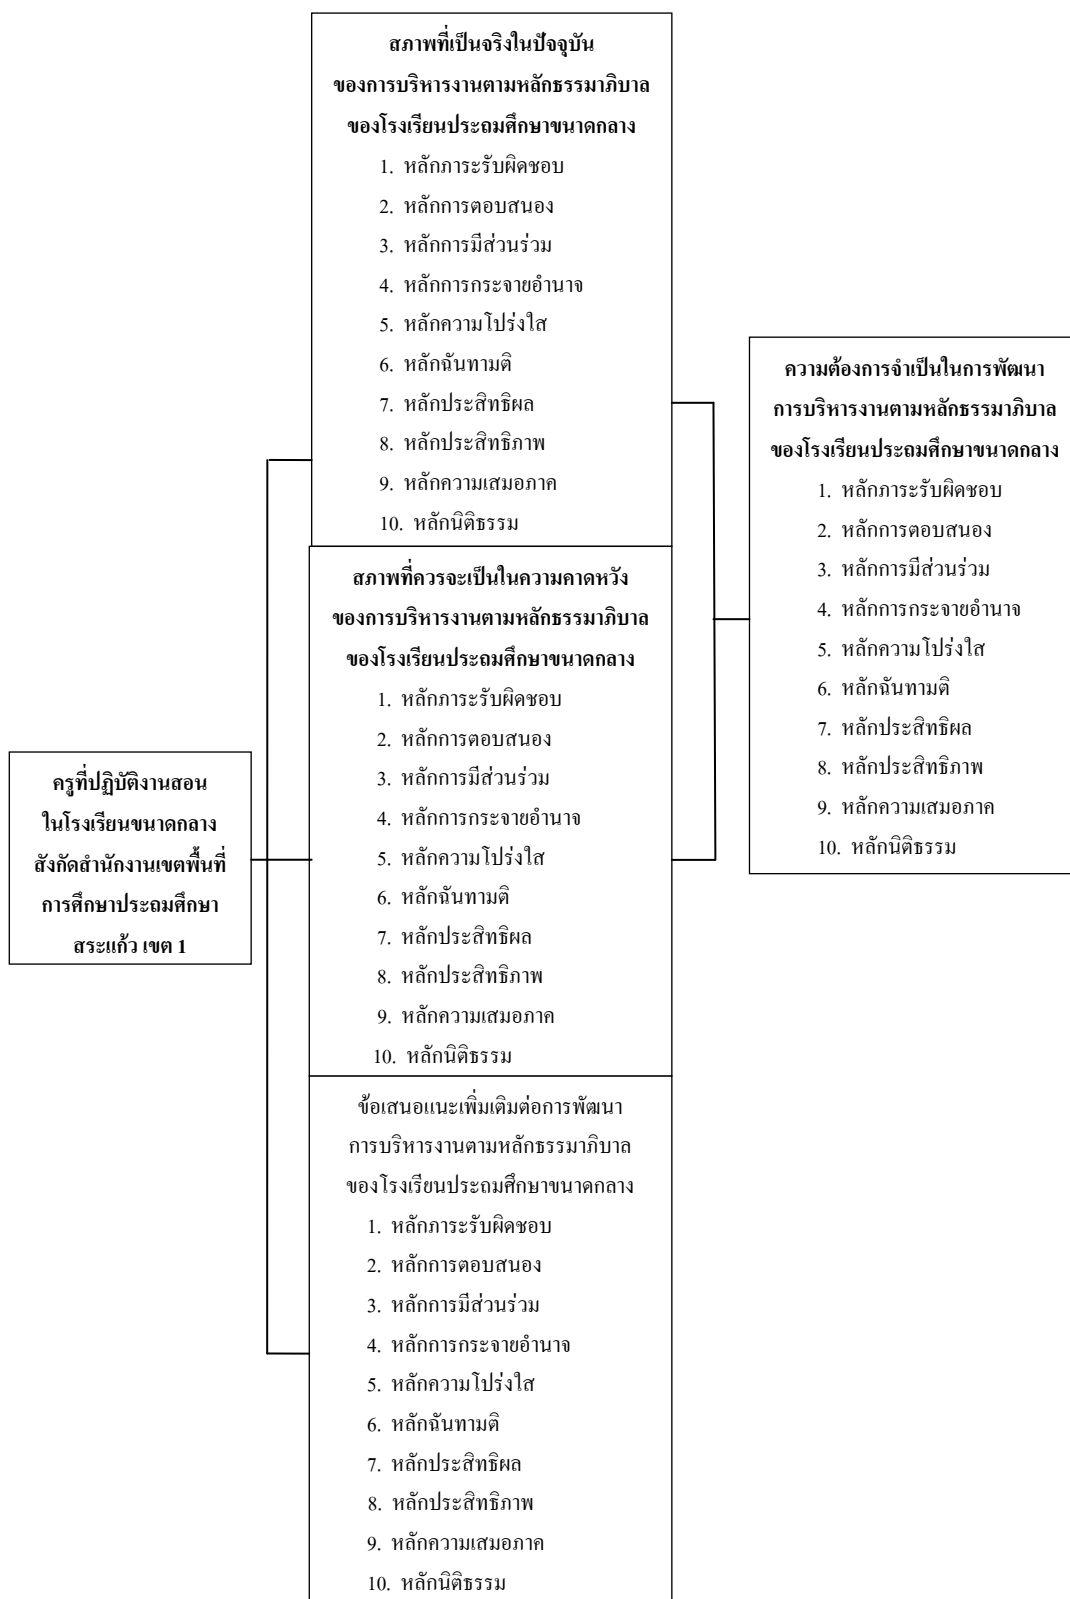 สภาพที่เป็นจริงในปัจจุบัน
ของการบริหารงานตามหลักธรรมาภิบาล
ของโรงเรียนประถมศึกษาขนาดกลาง
1. หลักภาระรับผิดชอบ
2. หลักการตอบสนอง
3. หลักการมีส่วนร่วม
4. หลักการกระจายอำนาจ
5. หลักความโปร่งใส
6. หลักฉันทามติ
7. หลักประสิทธิผล
8. หลักประสิทธิภาพ
9. หลักความเสมอภาค
10. หลักนิติธรรม
สภาพที่ควรจะเป็นในความคาดหวัง
ของการบริหารงานตามหลักธรรมาภิบาล
ของโรงเรียนประถมศึกษาขนาดกลาง
1. หลักภาระรับผิดชอบ
2. หลักการตอบสนอง
3. หลักการมีส่วนร่วม
4. หลักการกระจายอำนาจ
5. หลักความโปร่งใส
6. หลักฉันทามติ
7. หลักประสิทธิผล
8. หลักประสิทธิภาพ
9. หลักความเสมอภาค
10. หลักนิติธรรม
ข้อเสนอแนะเพิ่มเติมต่อการพัฒนา
การบริหารงานตามหลักธรรมาภิบาล
ของโรงเรียนประถมศึกษาขนาดกลาง
1. หลักภาระรับผิดชอบ
2. หลักการตอบสนอง
3. หลักการมีส่วนร่วม
4. หลักการกระจายอำนาจ
5. หลักความโปร่งใส
6. หลักฉันทามติ
7. หลักประสิทธิผล
8. หลักประสิทธิภาพ
9. หลักความเสมอภาค
10. หลักนิติธรรม
ครูที่ปฏิบัติงานสอน
ในโรงเรียนขนาดกลาง
สังกัดสำนักงานเขตพื้นที่
การศึกษาประถมศึกษา
สระแก้ว เขต 1
ความต้องการจำเป็นในการพัฒนา
การบริหารงานตามหลักธรรมาภิบาล
ของโรงเรียนประถมศึกษาขนาดกลาง
1. หลักภาระรับผิดชอบ
2. หลักการตอบสนอง
3. หลักการมีส่วนร่วม
4. หลักการกระจายอำนาจ
5. หลักความโปร่งใส
6. หลักฉันทามติ
7. หลักประสิทธิผล
8. หลักประสิทธิภาพ
9. หลักความเสมอภาค
10. หลักนิติธรรม